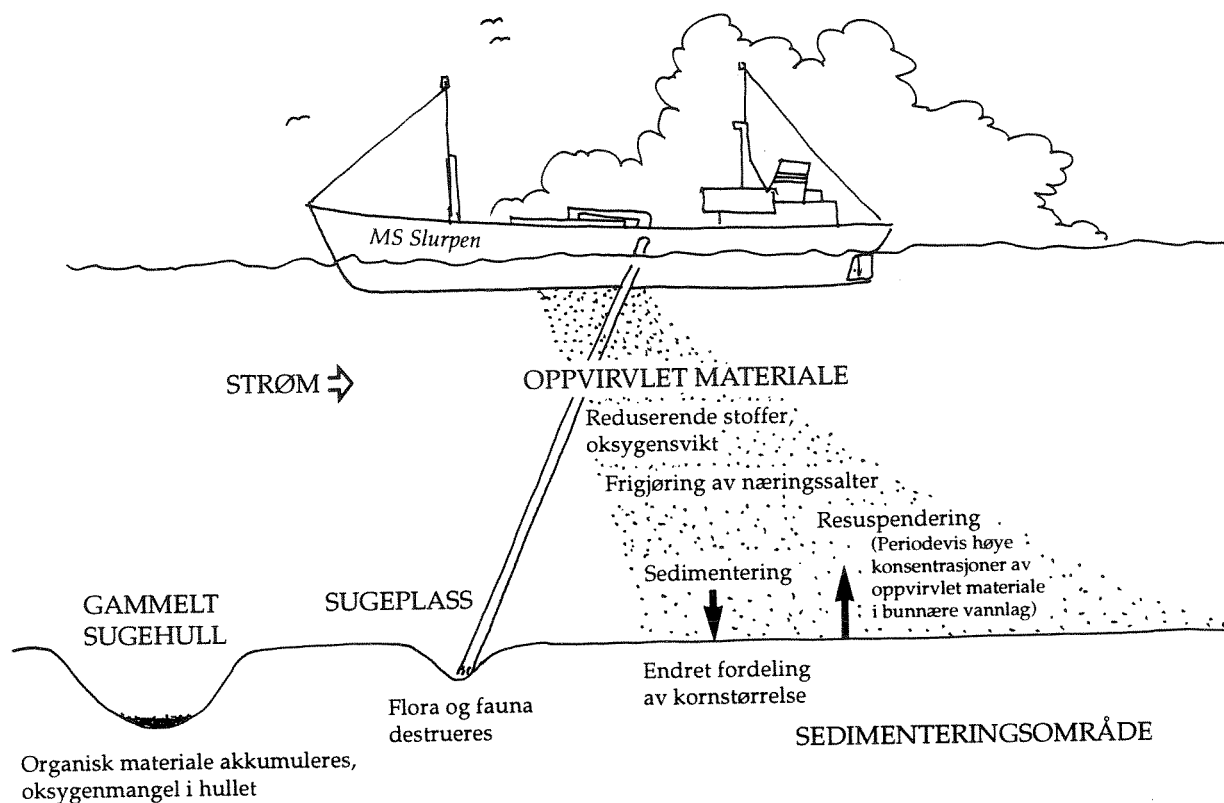 MS Slurpen
STRØM
OPPVIRVLET MATERIALE
Reduserende stoffer,
oksygensvikt
Frigjøring av næringssalter
Resuspendering
(Periodevis høye
konsentrasjoner av
oppvirvlet materiale
i bunnære vannlag)
Sedimentering
GAMMELT
SUGEHULL
SUGEPLASS
Endret fordeling
av kornstørrelse
Flora og fauna
destrueres
SEDIMENTERINGSOMRÅDE
Organisk materiale akkumuleres,
oksygenmangel i hullet